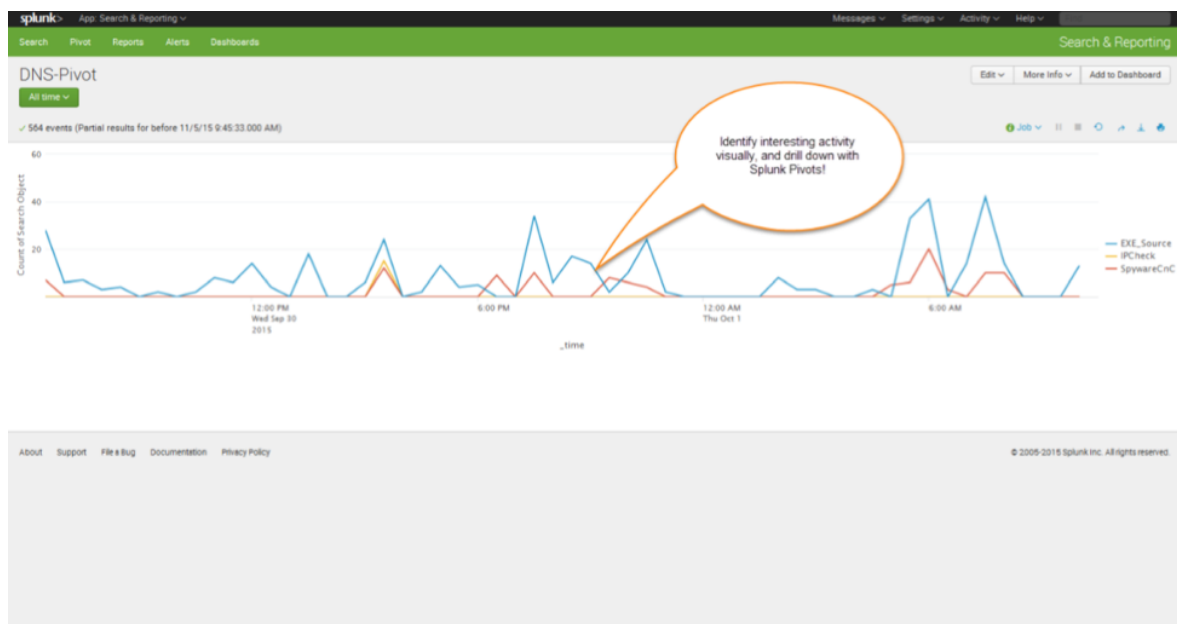 splunk> App: Search & Reporting Messages Settings Activity Help
Search Pivot Reports Alerts Dashboards Search & Reporting
DNS-Pivot Edit More Info Add to Dashboard
All time
564 events (Partial results for before 11/5/15 9:45:33.000 AM) Job
Identify interesting activity
visually, and drill down with
Splunk Pivots!
60
40
20
Count of Search Object
EXE_Source
IPCheck
SpywareCnC
12:00 PM 6:00 PM 12:00 AM 6:00 AM
Wed Sep 30 Thu Oct 1
2015
_time
About Support File a Bug Documentation Privacy Policy © 2005-2015 Splunk Inc. All rights reserved.